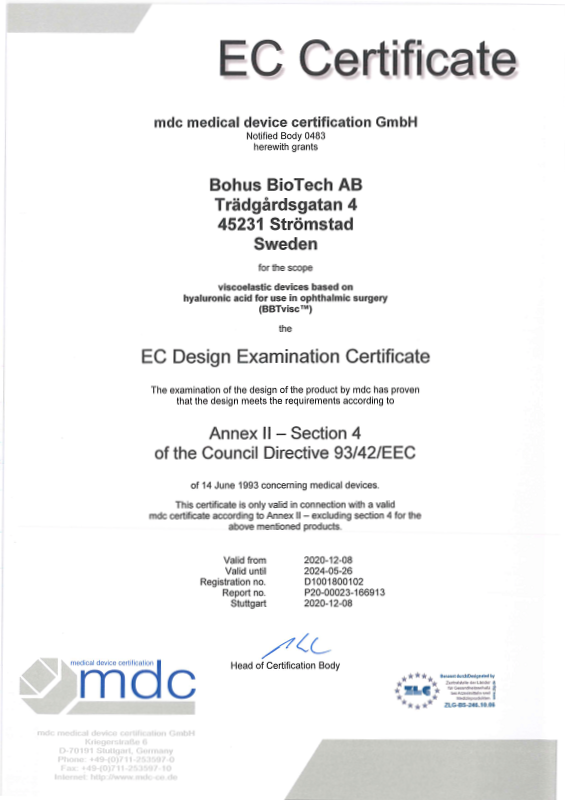 EC Certificate
mdc medical device certification GmbH
Notified Body 0483
herewith grants
Bohus BioTech AB
Trädgårdsgatan 4
45231 Strömstad
Sweden
for the scope
viscoelastic devices based on
hyaluronic acid for use in ophthalmic surgery
(BBTvisc™)
the
EC Design Examination Certificate
The examination of the design of the product by mdc has proven
that the design meets the requirements according to
Annex II – Section 4
of the Council Directive 93/42/EEC
of 14 June 1993 concerning medical devices.
This certificate is only valid in connection with a valid
mdc certificate according to Annex II – excluding section 4 for the
above mentioned products.
Valid from 2020-12-08
Valid until 2024-05-26
Registration no. D1001800102
Report no. P20-00023-166913
Stuttgart 2020-12-08
Head of Certification Body
medical device certification
mdc
mdc medical device certification GmbH
Kriegerstraße 6
D-70191 Stuttgart, Germany
Phone: +49-(0)711-253597-0
Fax: +49-(0)711-253597-10
Internet: http://www.mdc-ce.de
ZLG
Benannt durch/Designated by
Zentralstelle der Länder
für Gesundheitsschutz
bei Arzneimitteln und
Medizinprodukten